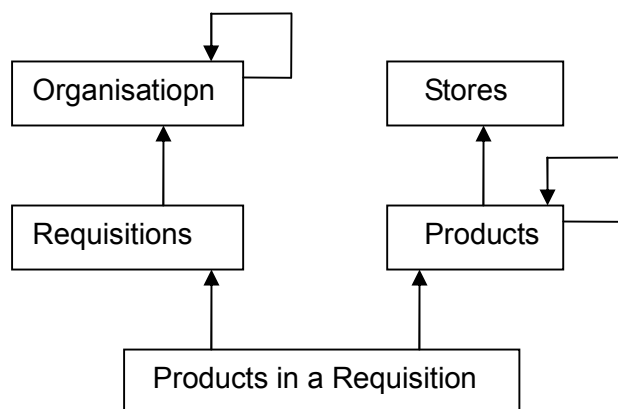 Organisatiopn
Stores
Requisitions
Products
Products in a Requisition